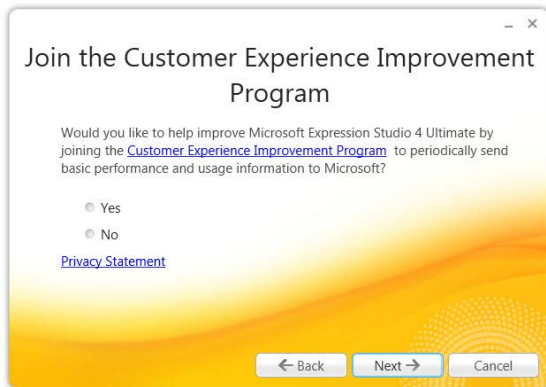 Join the Customer Experience Improvement
Program
Would you like to help improve Microsoft Expression Studio 4 Ultimate by
joining the Customer Experience Improvement Program to periodically send
basic performance and usage information to Microsoft?
Yes
No
Privacy Statement
← Back Next → Cancel